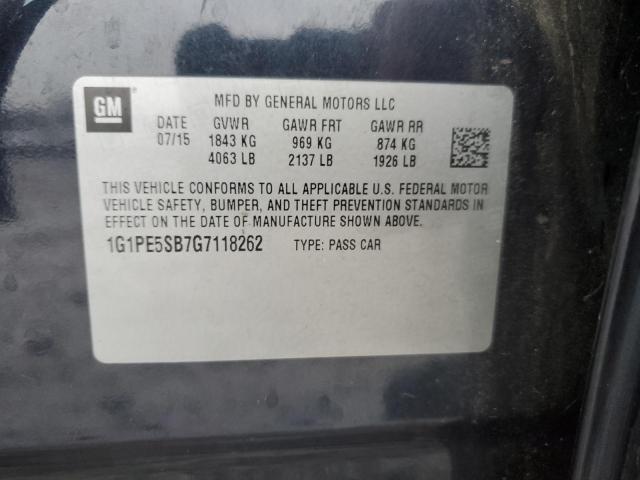 GM
MFD BY GENERAL MOTORS LLC
DATE GVWR GAWR FRT GAWR RR
07/15 1843 KG 969 KG 874 KG
4063 LB 2137 LB 1926 LB
THIS VEHICLE CONFORMS TO ALL APPLICABLE U.S. FEDERAL MOTOR
VEHICLE SAFETY, BUMPER, AND THEFT PREVENTION STANDARDS IN
EFFECT ON THE DATE OF MANUFACTURE SHOWN ABOVE.
1G1PE5SB7G7118262 TYPE: PASS CAR